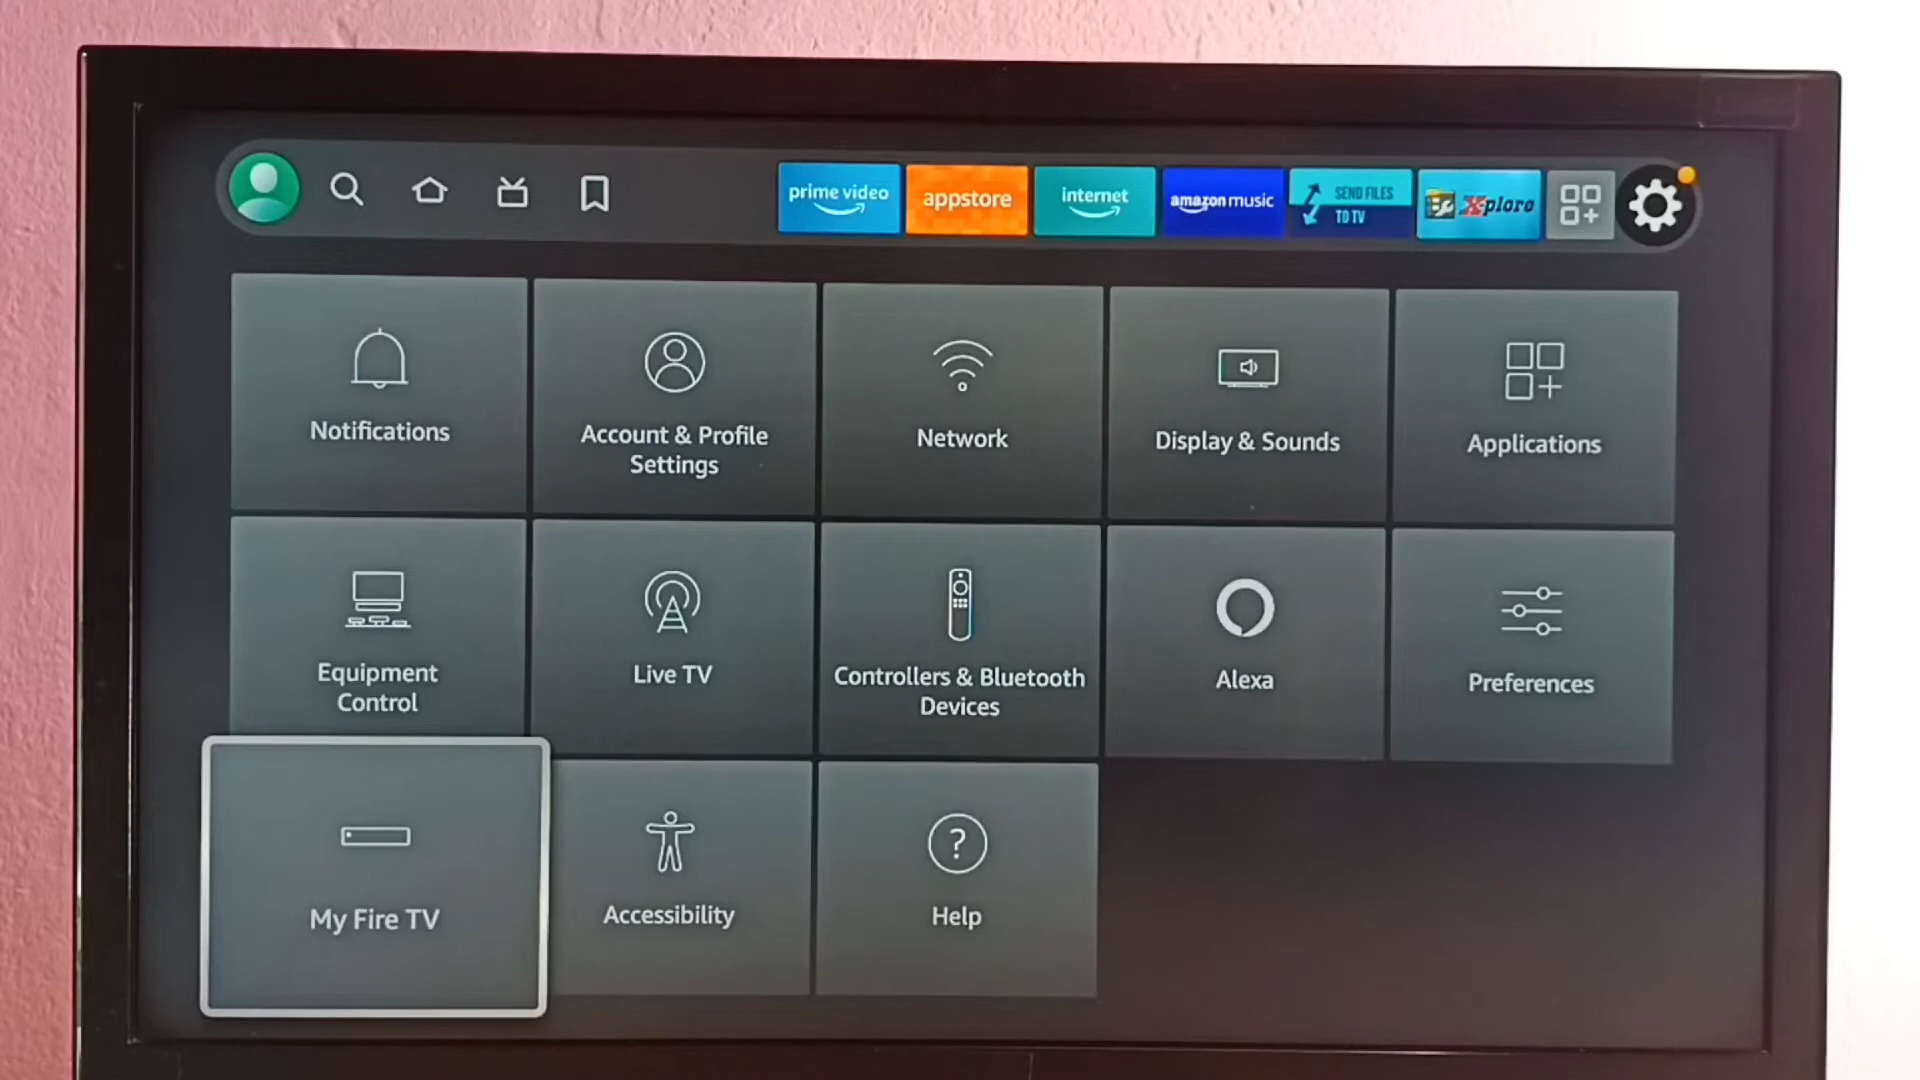 prime video
appstore
internet
amazon music
SEND FILES
TO TV
Xplore
Notifications
Account & Profile
Settings
Network
Display & Sounds
Applications
Equipment
Control
Live TV
Controllers & Bluetooth
Devices
Alexa
Preferences
My Fire TV
Accessibility
?
Help